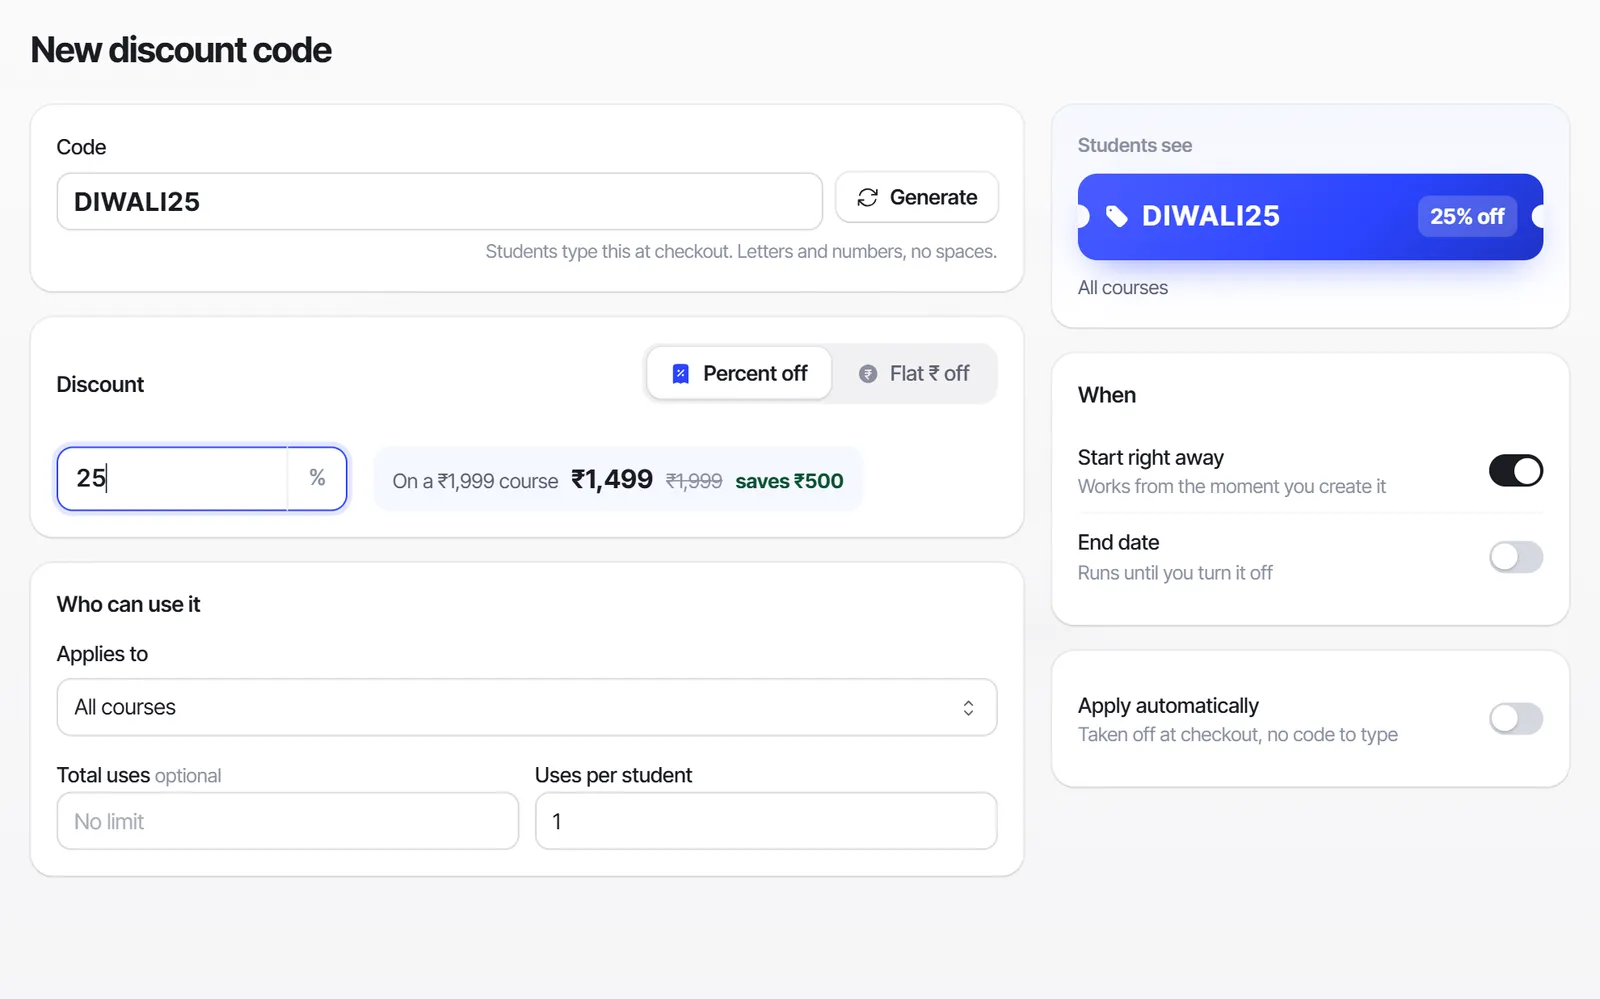 New discount code
Code
DIWALI25
Generate
Students type this at checkout. Letters and numbers, no spaces.
Discount
Percent off
Flat ₹ off
25
%
On a ₹1,999 course ₹1,499 ₹1,999 saves ₹500
Who can use it
Applies to
All courses
Total uses optional
No limit
Uses per student
1
Students see
DIWALI25
25% off
All courses
When
Start right away
Works from the moment you create it
End date
Runs until you turn it off
Apply automatically
Taken off at checkout, no code to type